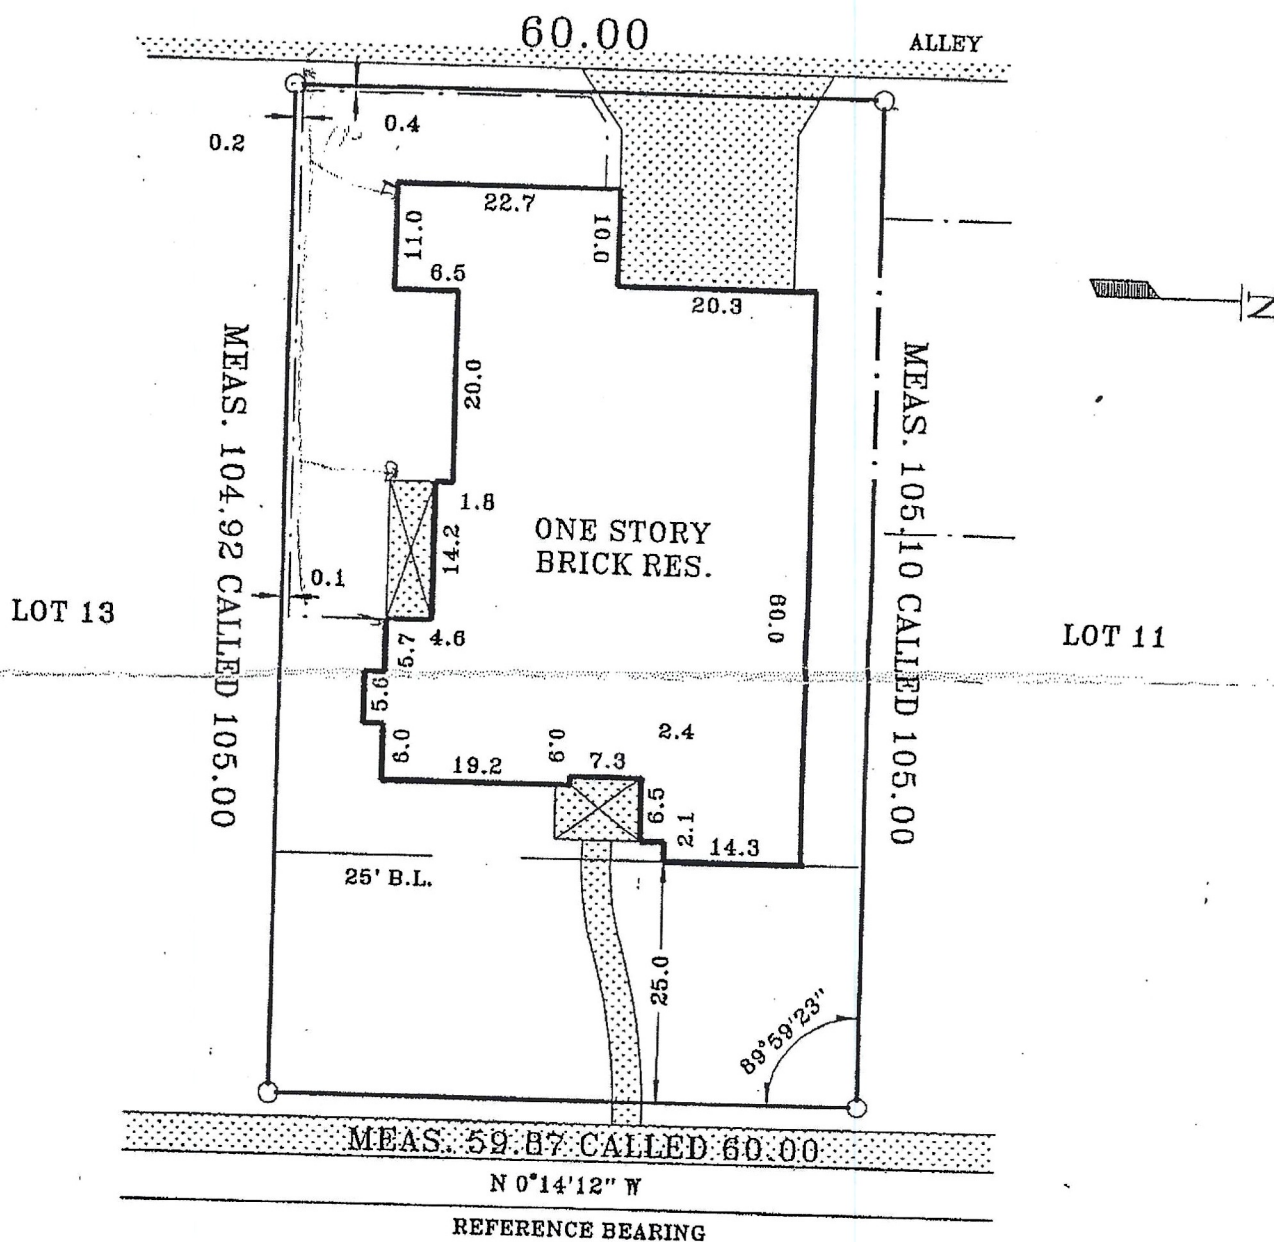 60.00
ALLEY
0.2
0.4
22.7
11.0
10.0
6.5
20.3
N
20.0
MEAS. 104.92 CALLED 105.00
MEAS. 105.10 CALLED 105.00
1.8
14.2
ONE STORY
BRICK RES.
0.1
60.0
LOT 13
LOT 11
4.6
5.7
5.6
6.0
2.4
19.2
7.3
6.5
2.1
14.3
25' B.L.
25.0
89°59'23"
MEAS. 59.87 CALLED 60.00
N 0°14'12" W
REFERENCE BEARING